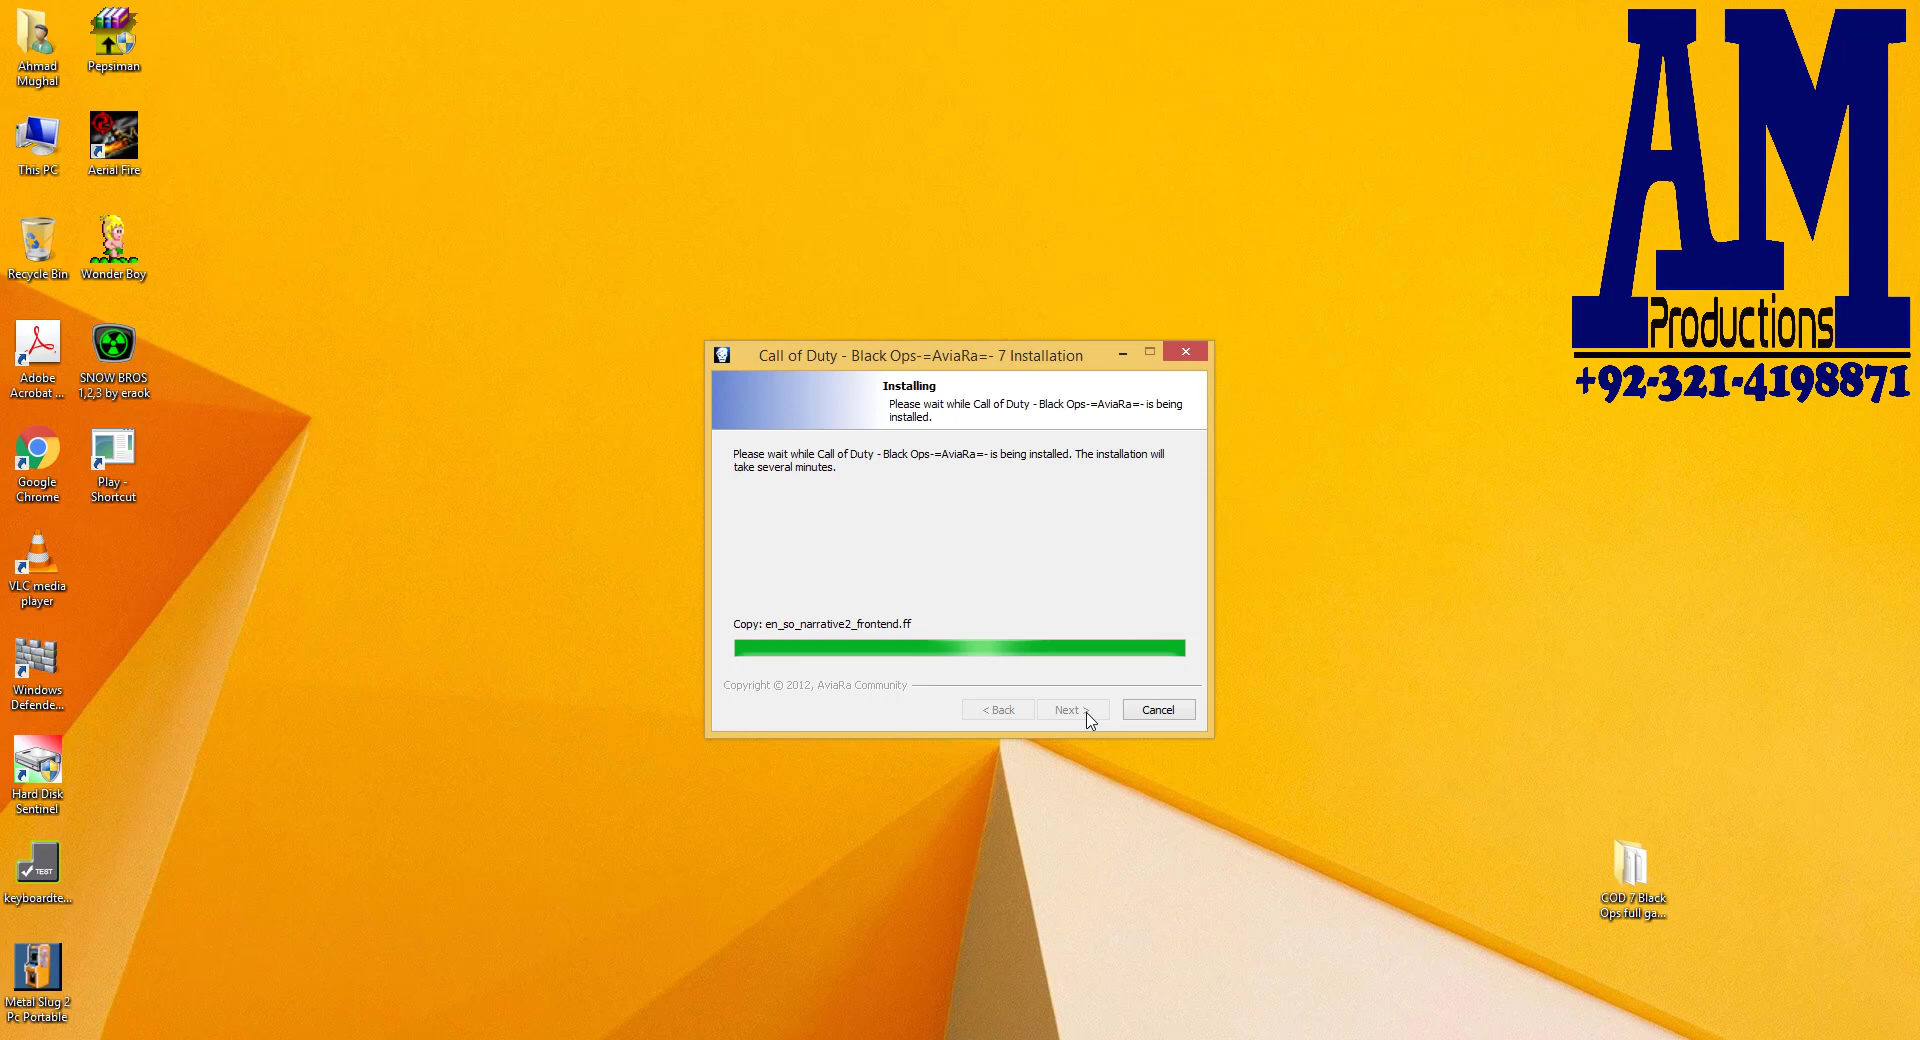 Ahmad
Mughal
Pepsiman
This PC
Aerial Fire
Recycle Bin
Wonder Boy
Adobe
Acrobat ...
SNOW BROS
1,2,3 by eraok
Google
Chrome
Play -
Shortcut
VLC media
player
Windows
Defende...
Hard Disk
Sentinel
TEST
keyboardte...
Metal Slug 2
Pc Portable
AM
Productions
+92-321-4198871
Call of Duty - Black Ops-=AviaRa=- 7 Installation
Installing
Please wait while Call of Duty - Black Ops-=AviaRa=- is being
installed.
Please wait while Call of Duty - Black Ops-=AviaRa=- is being installed. The installation will
take several minutes.
Copy: en_so_narrative2_frontend.ff
Copyright © 2012, AviaRa Community
< Back
Next >
Cancel
COD 7 Black
Ops full ga...